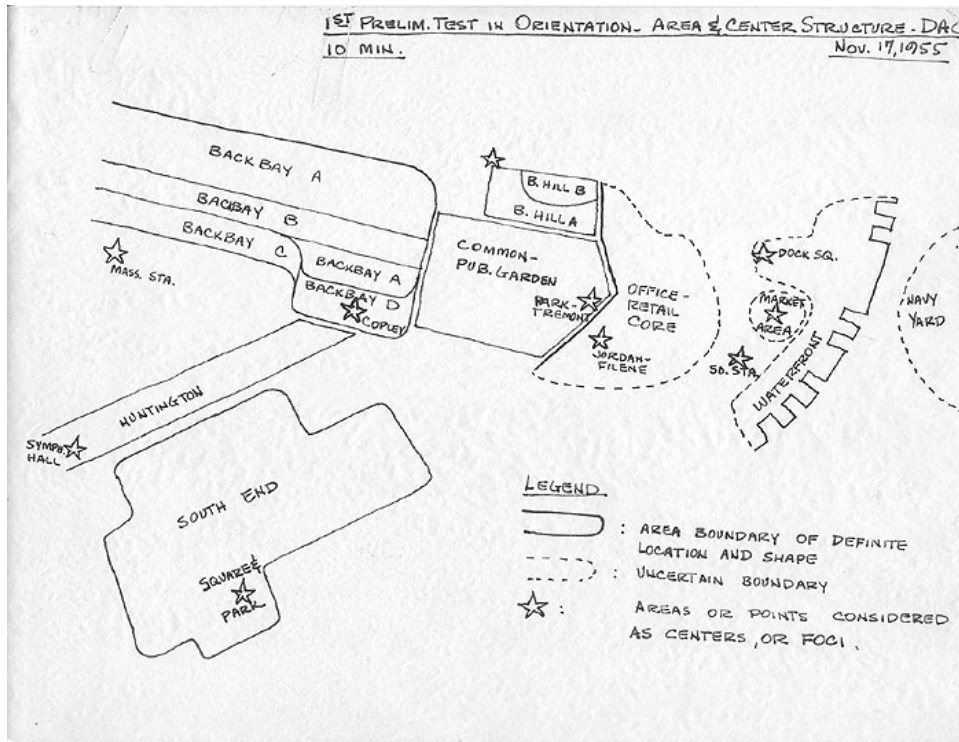 1ST PRELIM. TEST IN ORIENTATION - AREA & CENTER STRUCTURE - DAC
10 MIN.
NOV. 17, 1955
BACK BAY A
BACKBAY B
BACKBAY C
BACKBAY A
BACKBAY D
COPLEY
MASS. STA.
B. HILL B
B. HILL A
COMMON-
PUB. GARDEN
PARK-
TREMONT
OFFICE-
RETAIL
CORE
JORDAN-
FILENE
DOCK SQ.
MARKET
AREA
SO. STA.
WATERFRONT
NAVY
YARD
HUNTINGTON
SYMPH.
HALL
SOUTH END
SQUARE &
PARK
LEGEND
: AREA BOUNDARY OF DEFINITE
LOCATION AND SHAPE
: UNCERTAIN BOUNDARY
: AREAS OR POINTS CONSIDERED
AS CENTERS, OR FOCI.